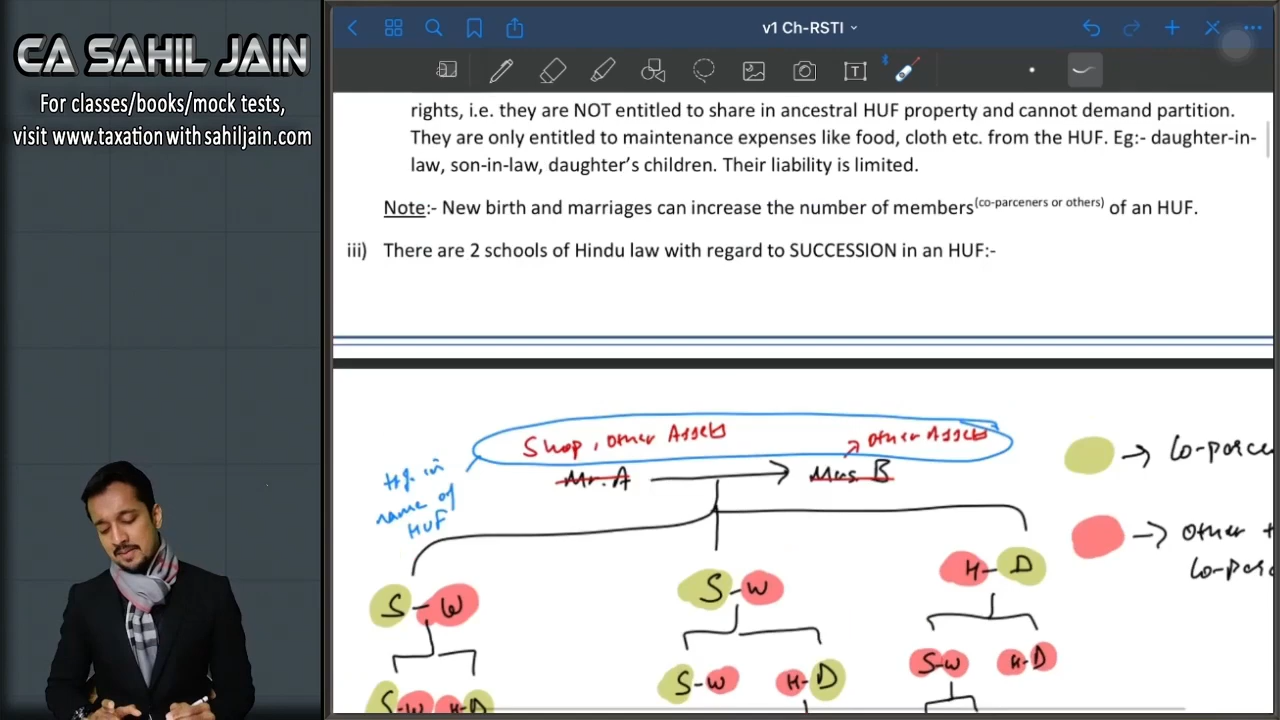 CA SAHIL JAIN
For classes/books/mock tests,
visit www.taxation with sahiljain.com
v1 Ch-RSTI
rights, i.e. they are NOT entitled to share in ancestral HUF property and cannot demand partition.
They are only entitled to maintenance expenses like food, cloth etc. from the HUF. Eg:- daughter-in-
law, son-in-law, daughter's children. Their liability is limited.
Note:- New birth and marriages can increase the number of members(co-parceners or others) of an HUF.
iii) There are 2 schools of Hindu law with regard to SUCCESSION in an HUF:-
Shop, Other Assets
Other Assets
Mr. A
Mrs. B
name of
HUF
Co-parce
Other
Co-parc
S - W
S - W
H - D
S-W H-D
S-W H-D
S-W H-D